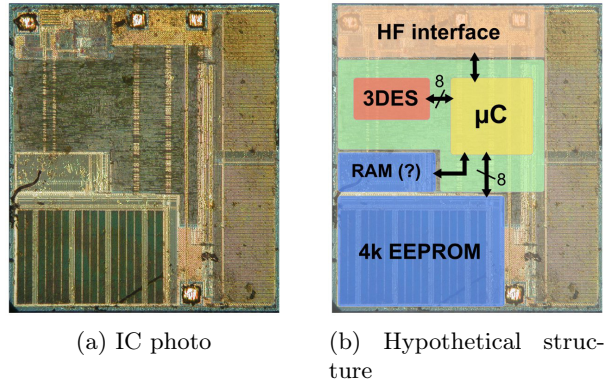 HF interface
8
3DES
µC
RAM (?)
8
4k EEPROM
(a) IC photo
(b) Hypothetical struc-
ture